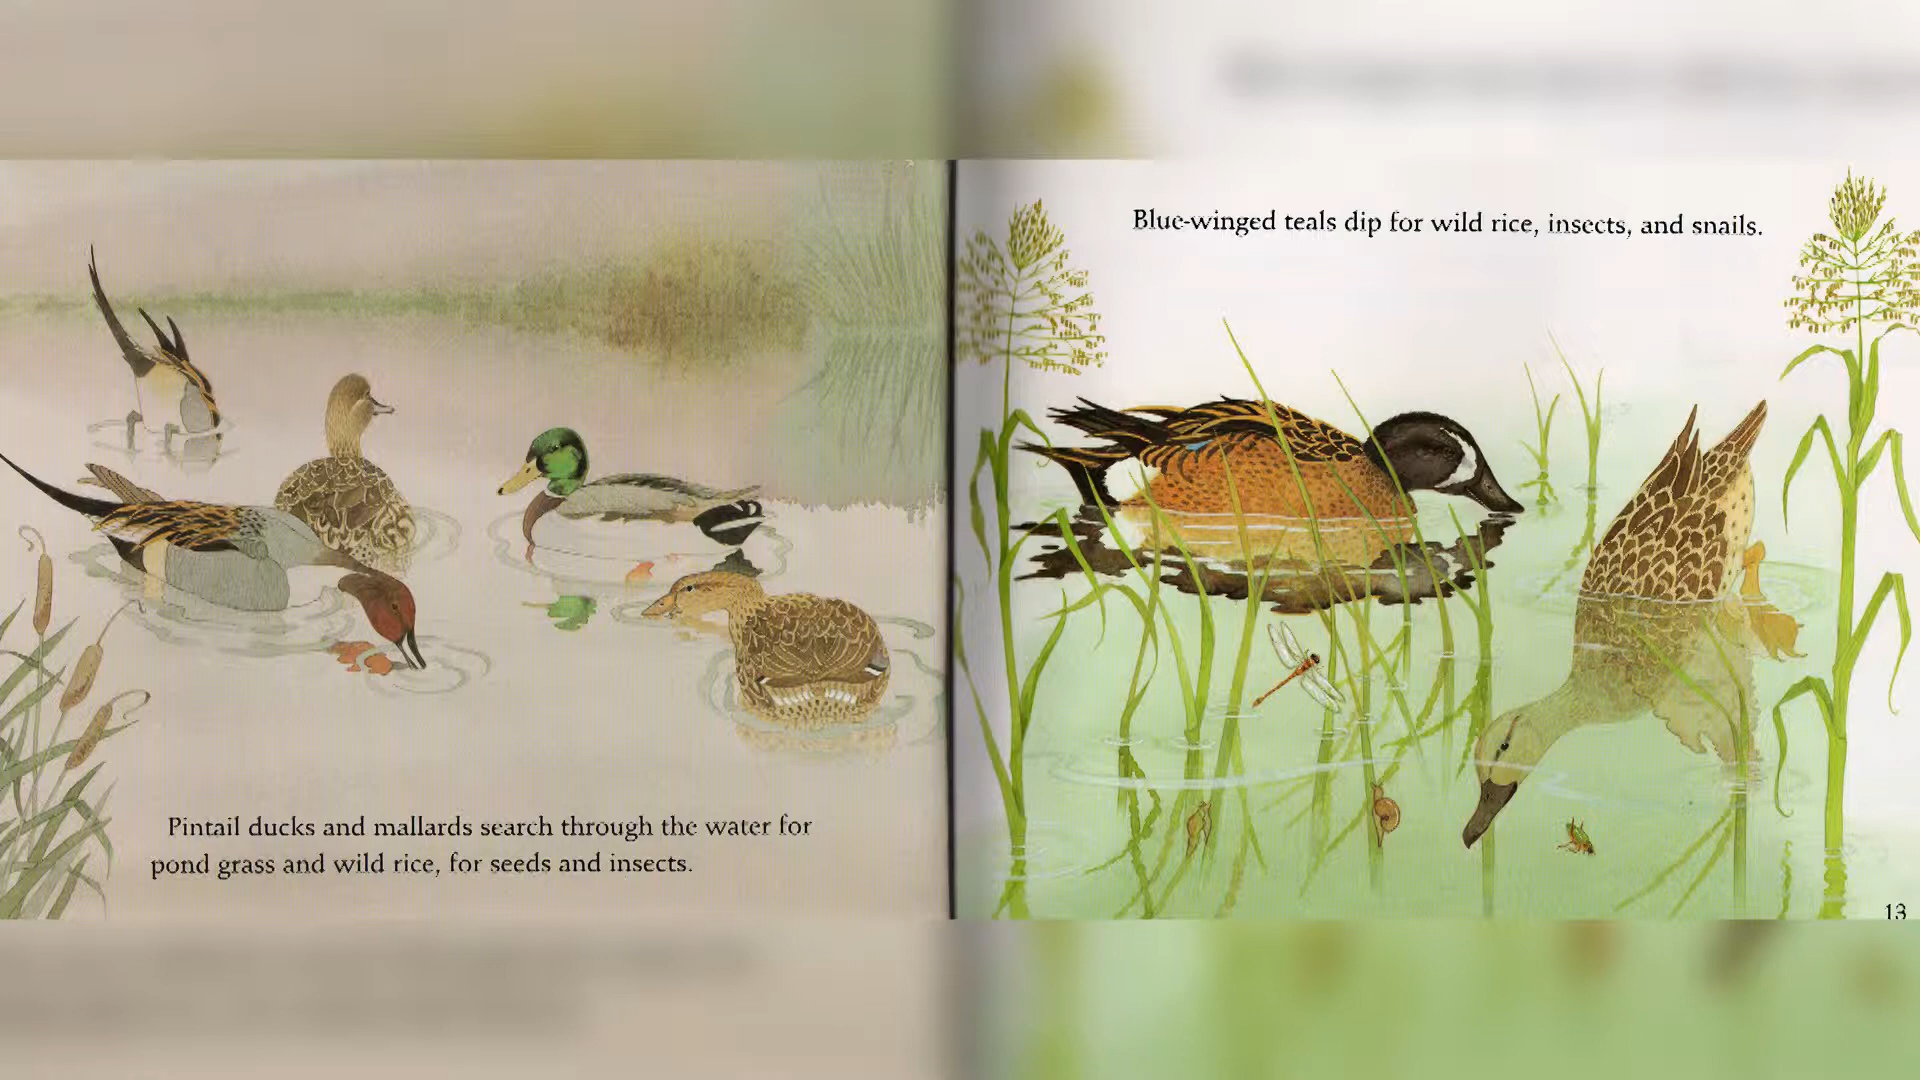 Pintail ducks and mallards search through the water for
pond grass and wild rice, for seeds and insects.
Blue-winged teals dip for wild rice, insects, and snails.
13